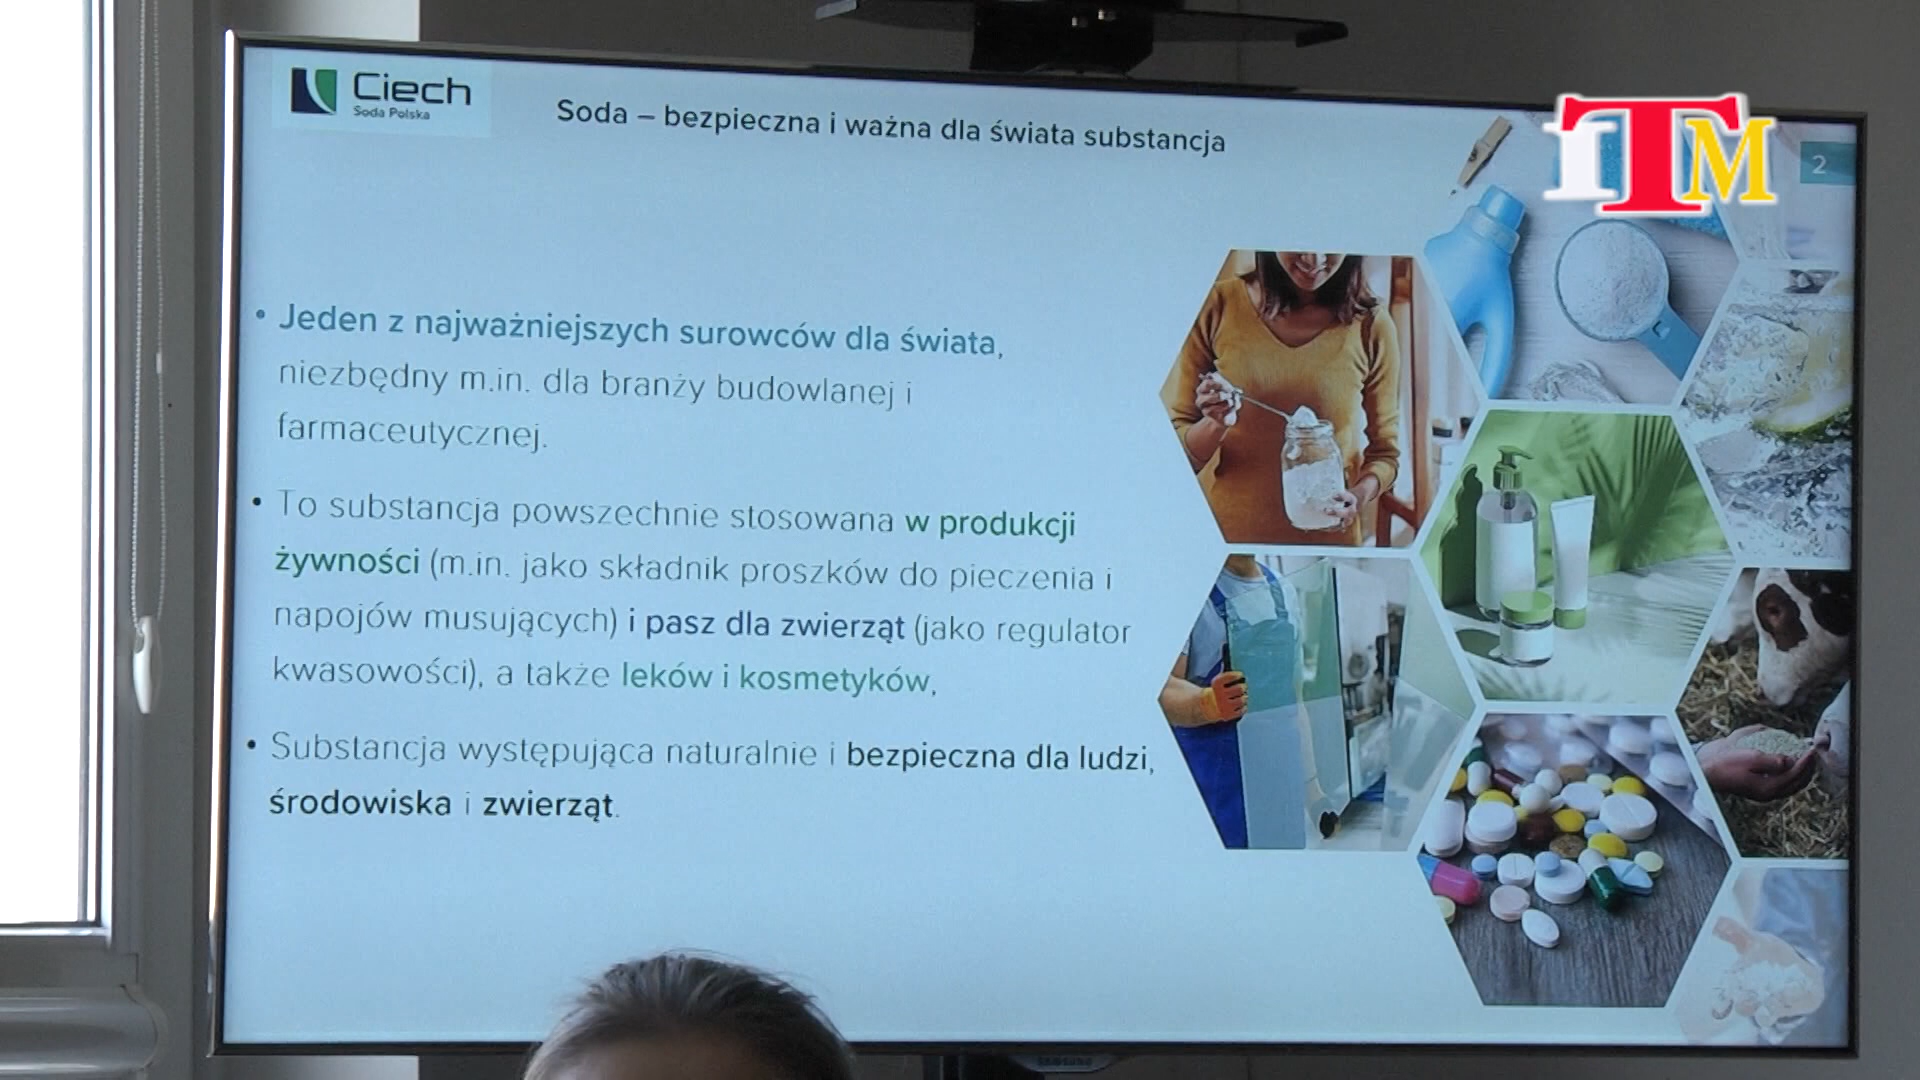 Ciech
Soda Polska
Soda – bezpieczna i ważna dla świata substancja
ITM
2
• Jeden z najważniejszych surowców dla świata,
niezbędny m.in. dla branży budowlanej i
farmaceutycznej.
• To substancja powszechnie stosowana w produkcji
żywności (m.in. jako składnik proszków do pieczenia i
napojów musujących) i pasz dla zwierząt (jako regulator
kwasowości), a także leków i kosmetyków,
• Substancja występująca naturalnie i bezpieczna dla ludzi,
środowiska i zwierząt.
SAMSUNG